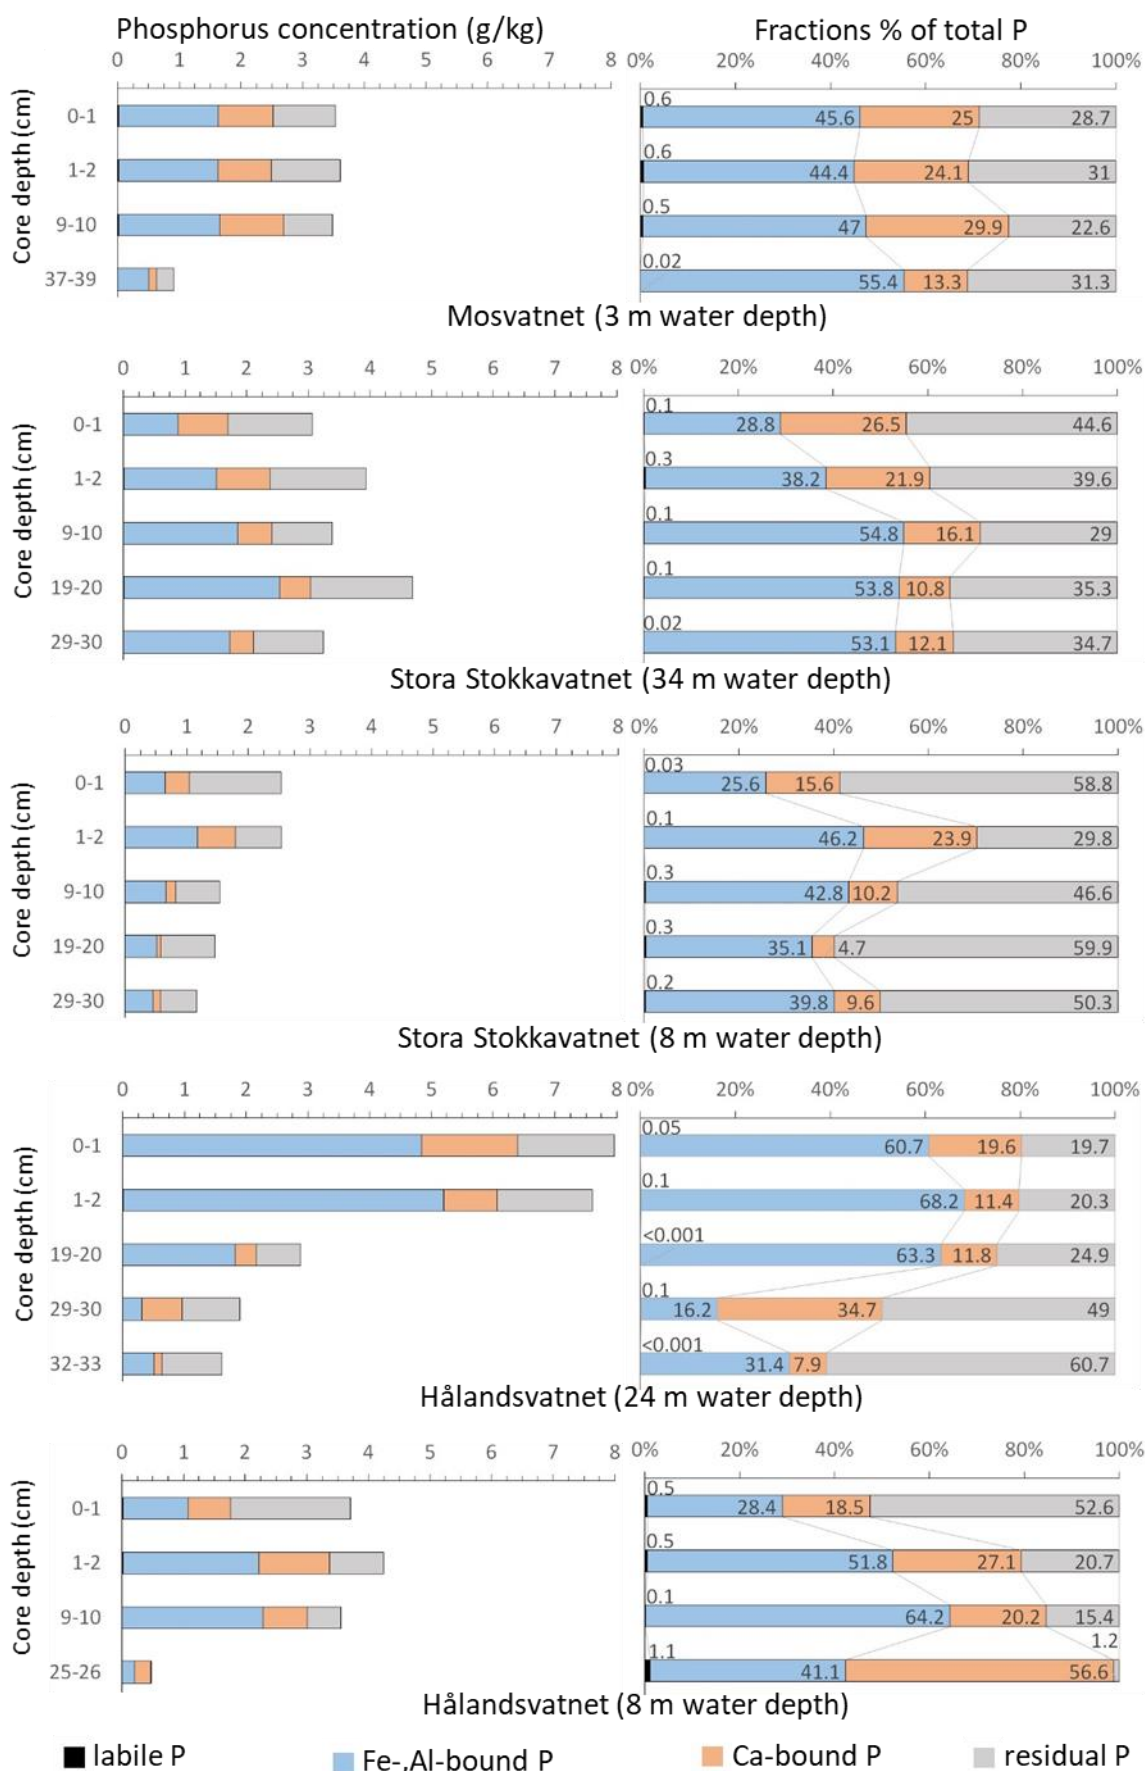 Phosphorus concentration (g/kg) Fractions % of total P
0 1 2 3 4 5 6 7 8 0% 20% 40% 60% 80% 100%
Core depth (cm)
0-1 0.6 45.6 25 28.7
1-2 0.6 44.4 24.1 31
9-10 0.5 47 29.9 22.6
37-39 0.02 55.4 13.3 31.3
Mosvatnet (3 m water depth)
0 1 2 3 4 5 6 7 8 0% 20% 40% 60% 80% 100%
Core depth (cm)
0-1 0.1 28.8 26.5 44.6
1-2 0.3 38.2 21.9 39.6
9-10 0.1 54.8 16.1 29
19-20 0.1 53.8 10.8 35.3
29-30 0.02 53.1 12.1 34.7
Stora Stokkavatnet (34 m water depth)
0 1 2 3 4 5 6 7 8 0% 20% 40% 60% 80% 100%
Core depth (cm)
0-1 0.03 25.6 15.6 58.8
1-2 0.1 46.2 23.9 29.8
9-10 0.3 42.8 10.2 46.6
19-20 0.3 35.1 4.7 59.9
29-30 0.2 39.8 9.6 50.3
Stora Stokkavatnet (8 m water depth)
0 1 2 3 4 5 6 7 8 0% 20% 40% 60% 80% 100%
Core depth (cm)
0-1 0.05 60.7 19.6 19.7
1-2 0.1 68.2 11.4 20.3
19-20 <0.001 63.3 11.8 24.9
29-30 0.1 16.2 34.7 49
32-33 <0.001 31.4 7.9 60.7
Hålandsvatnet (24 m water depth)
0 1 2 3 4 5 6 7 8 0% 20% 40% 60% 80% 100%
Core depth (cm)
0-1 0.5 28.4 18.5 52.6
1-2 0.5 51.8 27.1 20.7
9-10 0.1 64.2 20.2 15.4
25-26 1.1 41.1 56.6 1.2
Hålandsvatnet (8 m water depth)
labile P Fe-,Al-bound P Ca-bound P residual P